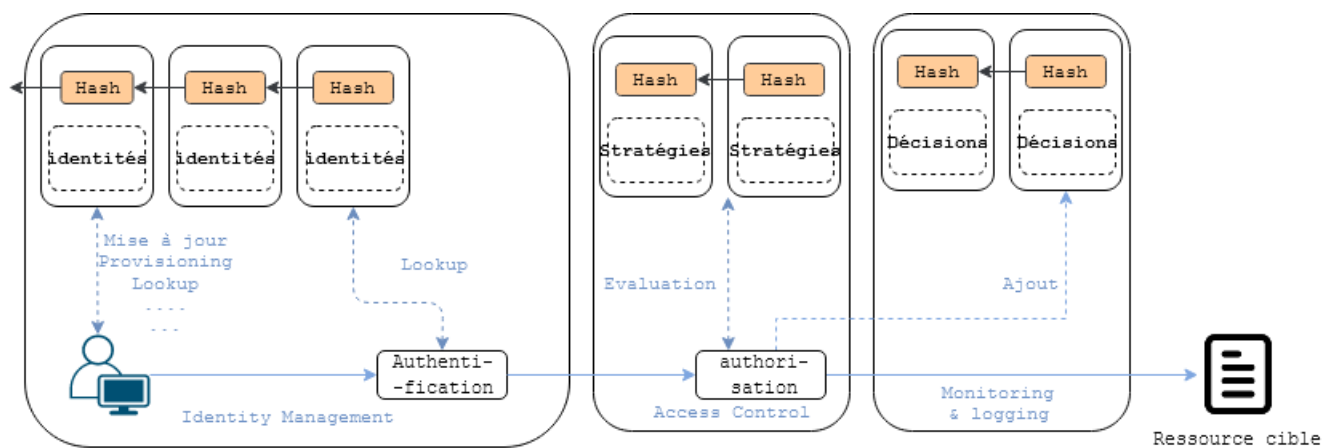 Hash
Hash
Hash
identités
identités
identités
Mise à jour
Provisioning
Lookup
....
...
Lookup
Authenti-
-fication
Identity Management
Hash
Hash
Stratégies
Stratégies
Evaluation
authori-
sation
Access Control
Hash
Hash
Décisions
Décisions
Ajout
Monitoring
& logging
Ressource cible